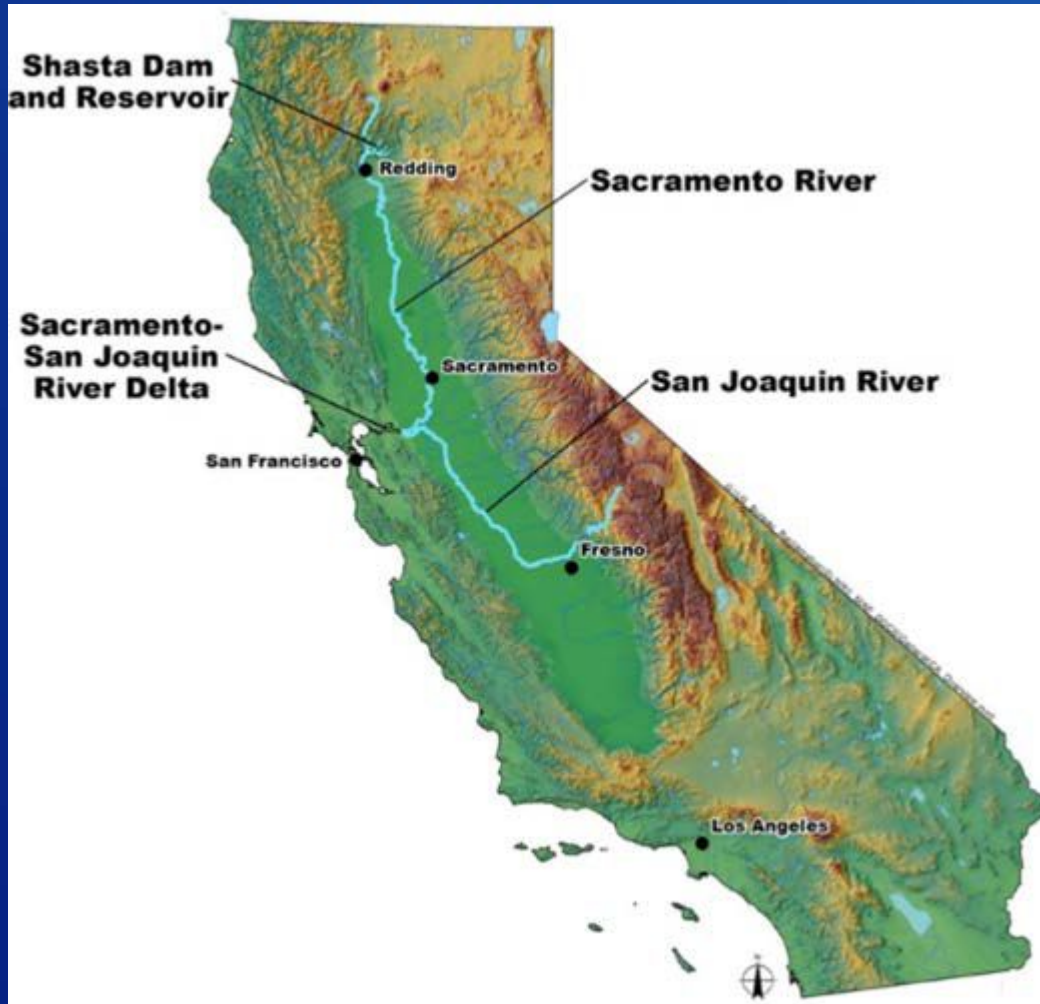 Shasta Dam
and Reservoir
Redding
Sacramento River
Sacramento-
San Joaquin
River Delta
Sacramento
San Joaquin River
San Francisco
Fresno
Los Angeles